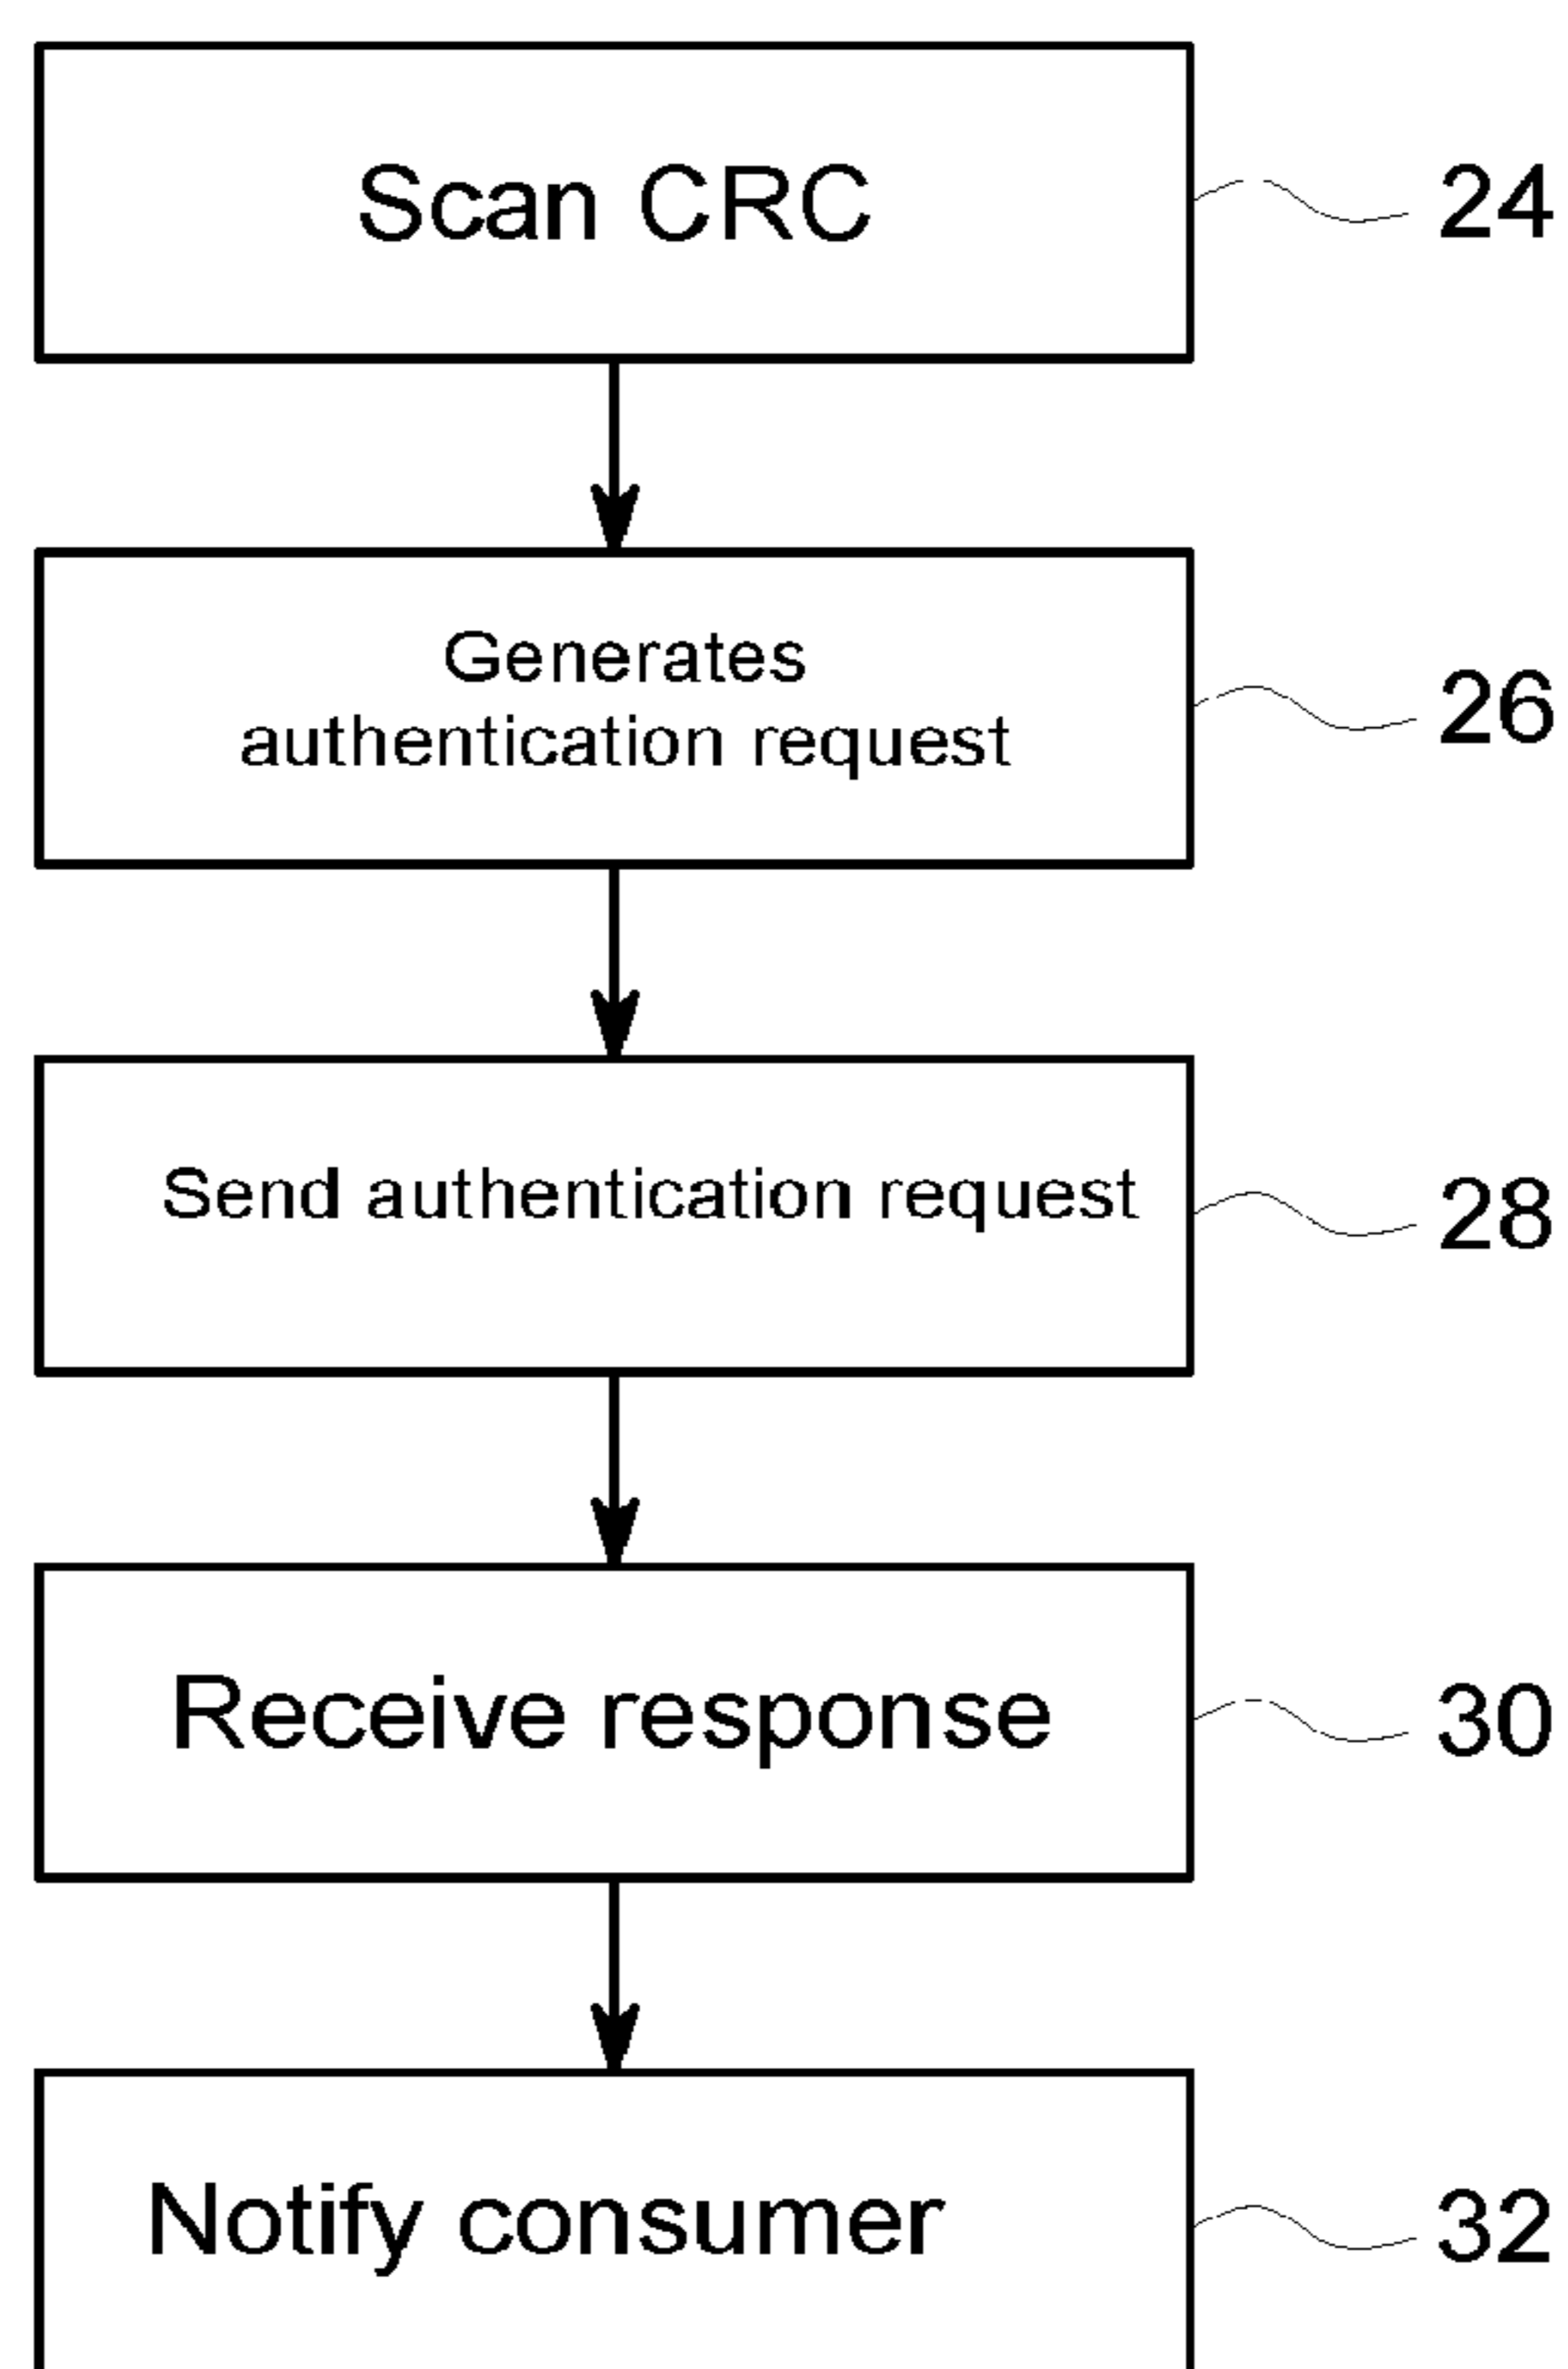 Scan CRC
24
Generates
authentication request
26
Send authentication request
28
Receive response
30
Notify consumer
32